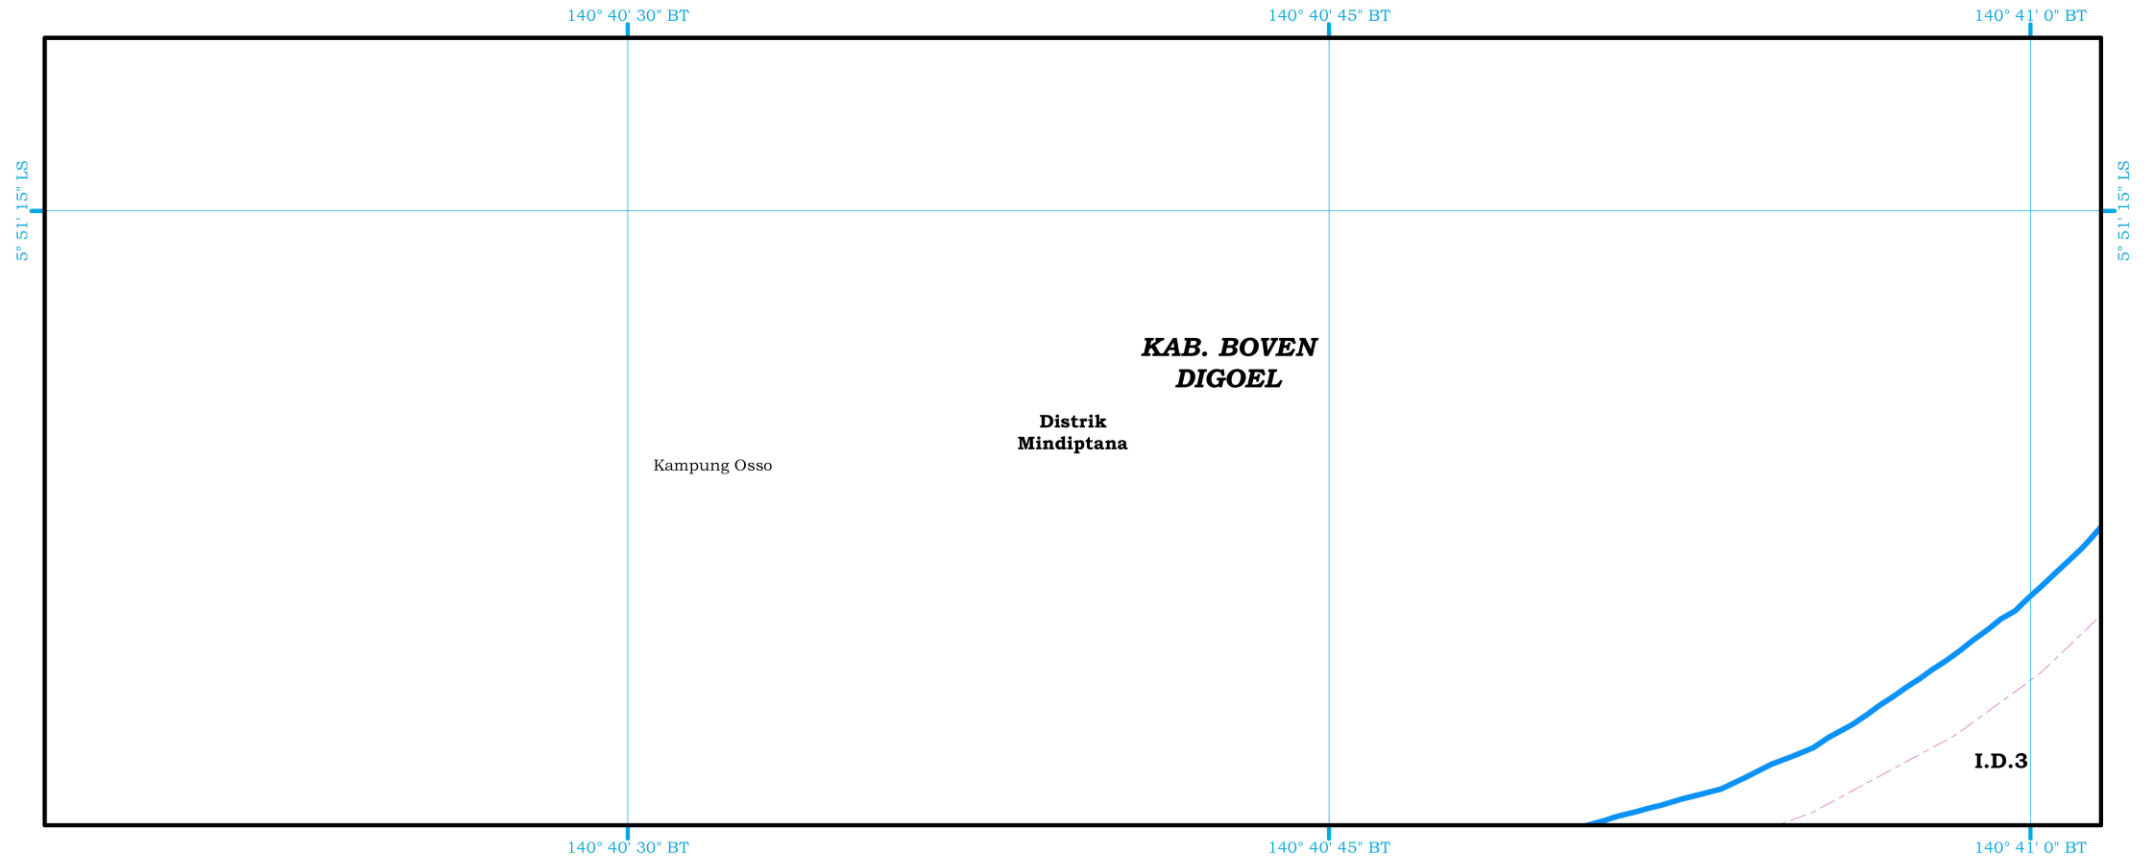 140° 40' 30" BT
140° 40' 45" BT
141° 41' 0" BT
5° 51' 15" LS
5° 51' 15" LS
KAB. BOVEN
DIGOEL
Distrik
Mindiptana
Kampung Osso
I.D.3
140° 40' 30" BT
140° 40' 45" BT
140° 41' 0" BT